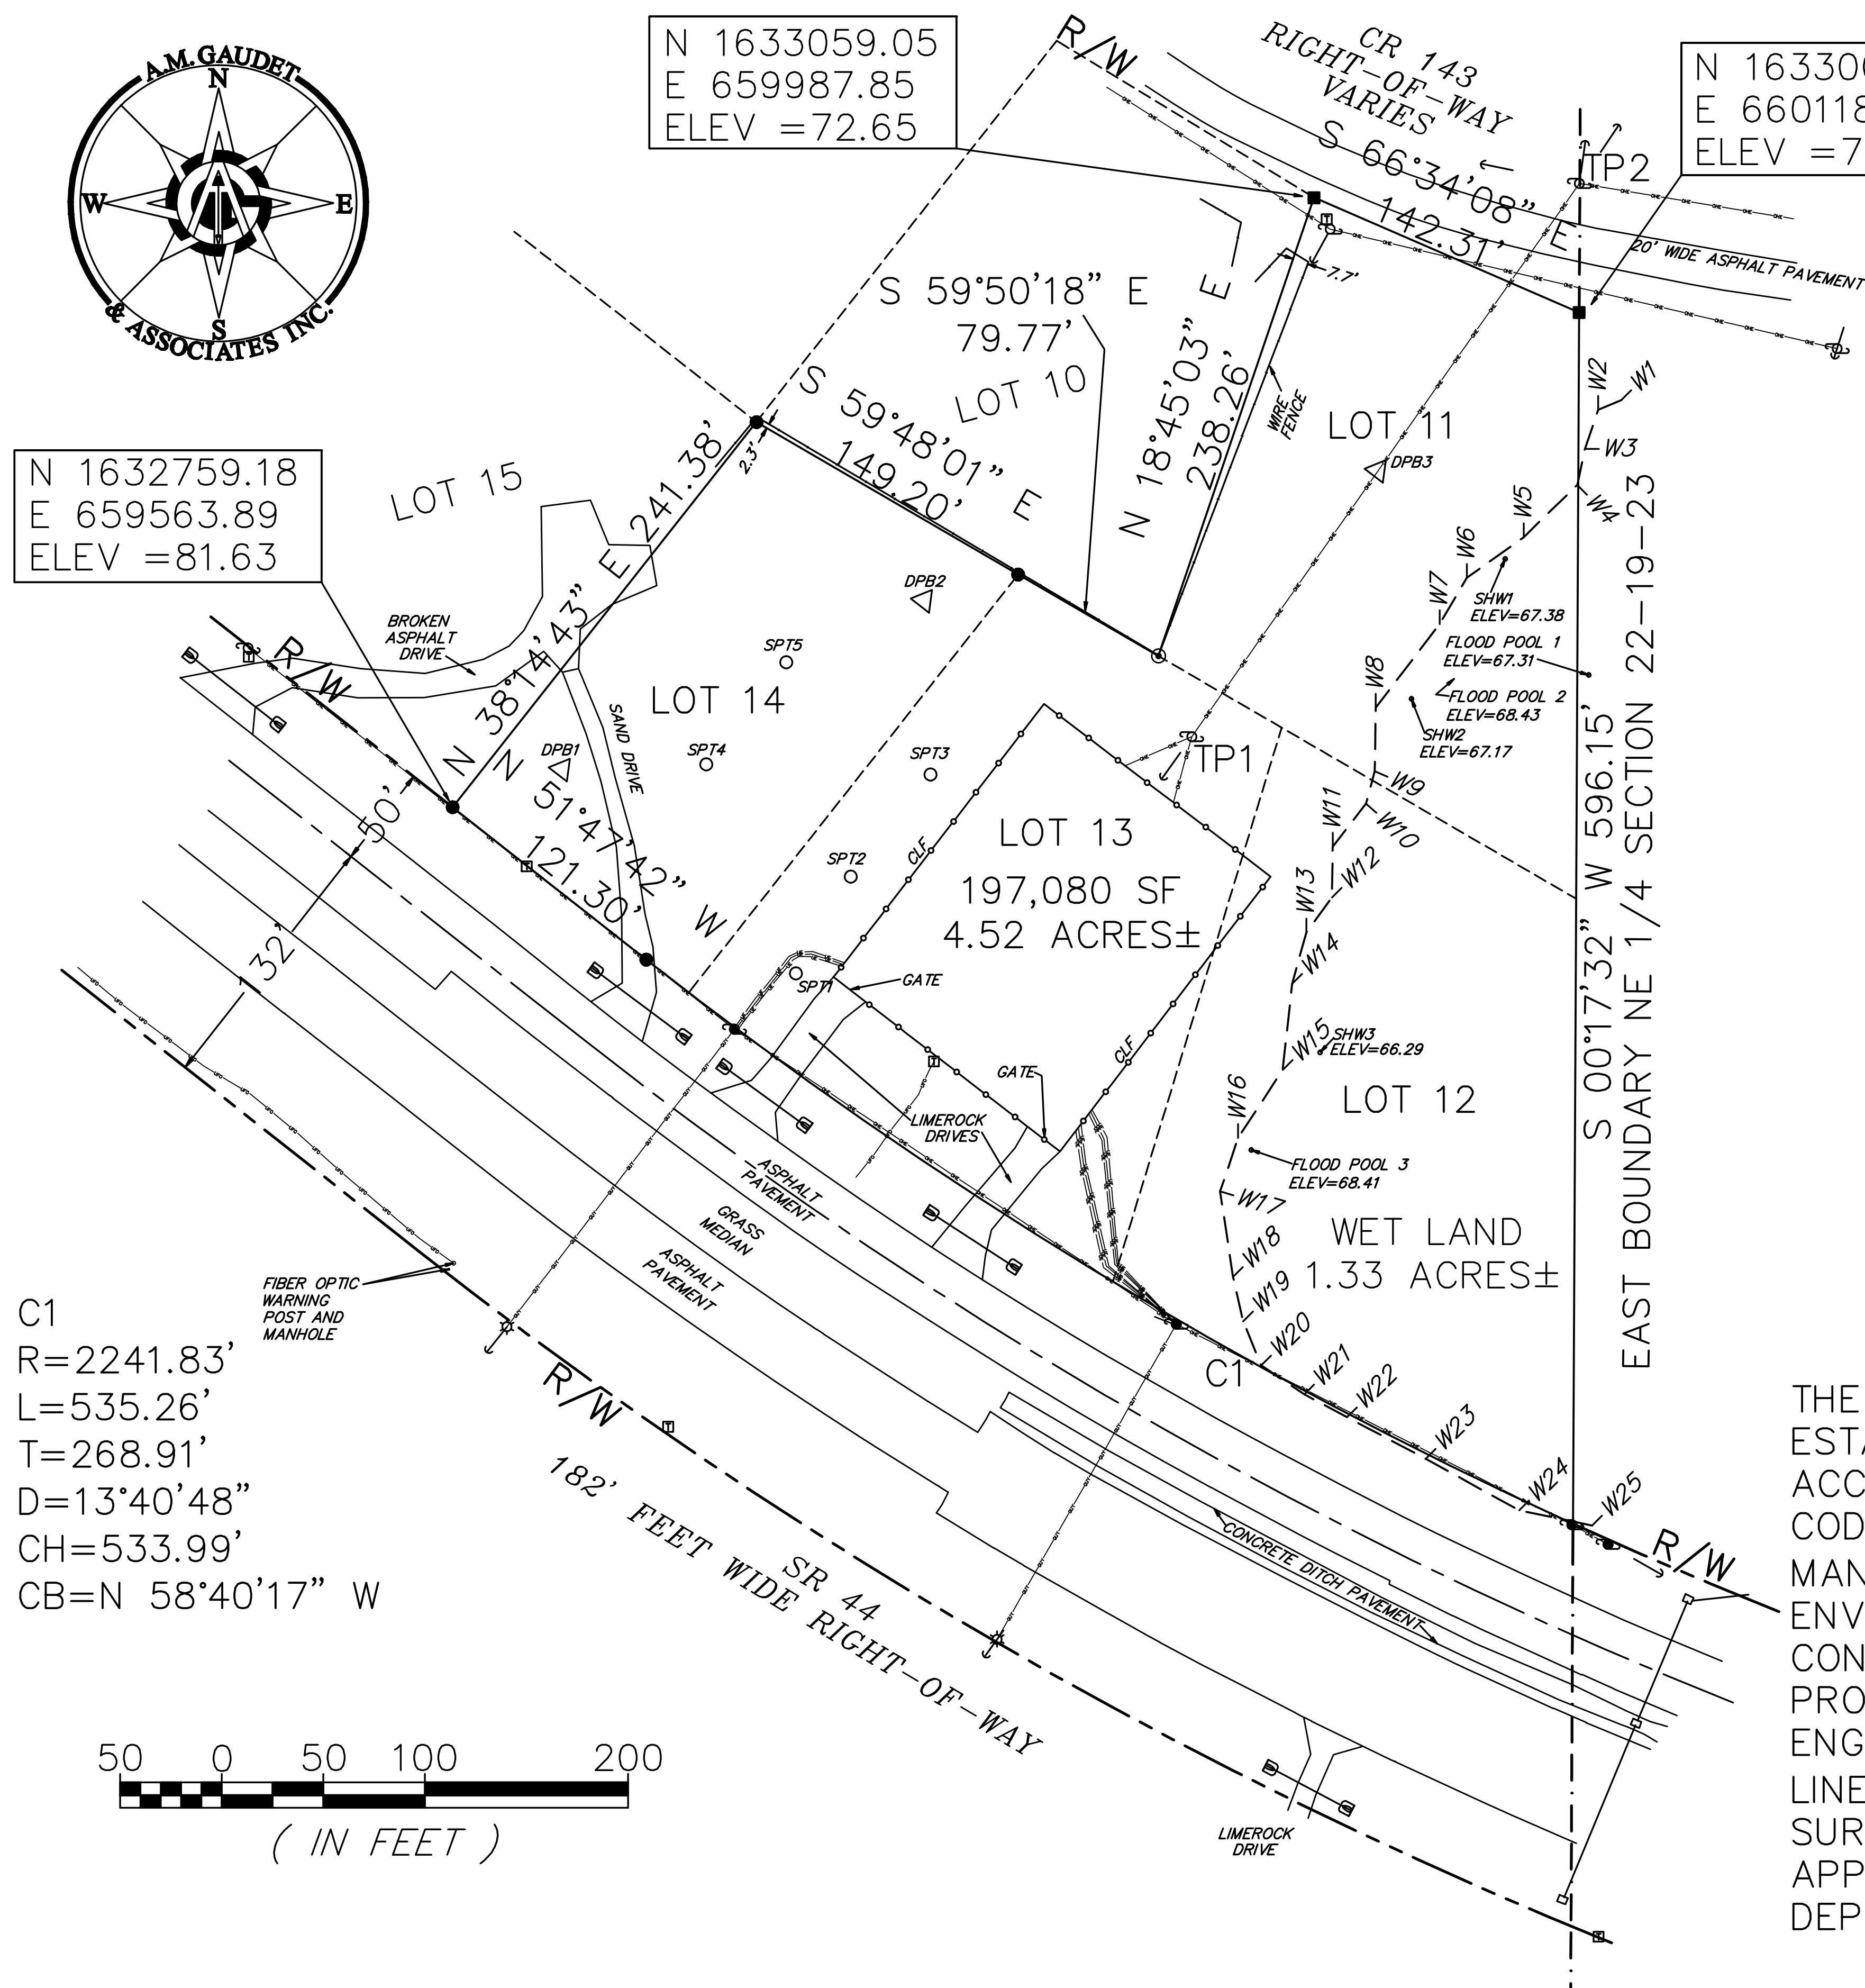 A.M. GAUDET
N
W
E
S
& ASSOCIATES INC.
N 1633059.05
E 659987.85
ELEV =72.65
R/W
CR 143
RIGHT-OF-WAY
VARIES
S 66°34'08" E
142.31'
TP2
20' WIDE ASPHALT PAVEMENT
7.7'
S 59°50'18" E
79.77'
LOT 10
N 18°45'03" E
238.26'
WIRE
FENCE
LOT 11
DPB3
S 59°48'01" E
149.20'
2.3'
N 1632759.18
E 659563.89
ELEV =81.63
LOT 15
N 38°14'43" E 241.38'
BROKEN
ASPHALT
DRIVE
R/W
DPB2
SPT5
LOT 14
SAND DRIVE
DPB1
SPT4
SPT3
SPT2
SPT1
N 51°47'42" W
121.30'
50'
32'
TP1
LOT 13
197,080 SF
4.52 ACRES±
CLF
CLF
GATE
GATE
LIMEROCK
DRIVES
W1
W2
W3
W4
W5
W6
W7
W8
W9
W10
W11
W12
W13
W14
W15
W16
W17
W18
W19
W20
W21
W22
W23
W24
W25
SHW1
ELEV=67.38
FLOOD POOL 1
ELEV=67.31
FLOOD POOL 2
ELEV=68.43
SHW2
ELEV=67.17
SHW3
ELEV=66.29
LOT 12
FLOOD POOL 3
ELEV=68.41
WET LAND
1.33 ACRES±
S 00°17'32" W 596.15'
EAST BOUNDARY NE 1/4 SECTION 22-19-23
ASPHALT
PAVEMENT
GRASS
MEDIAN
ASPHALT
PAVEMENT
FIBER OPTIC
WARNING
POST AND
MANHOLE
C1
R/W
R/W
182' FEET WIDE RIGHT-OF-WAY
SR 44
CONCRETE DITCH PAVEMENT
LIMEROCK
DRIVE
C1
R=2241.83'
L=535.26'
T=268.91'
D=13°40'48"
CH=533.99'
CB=N 58°40'17" W
50 0 50 100 200
( IN FEET )
THE